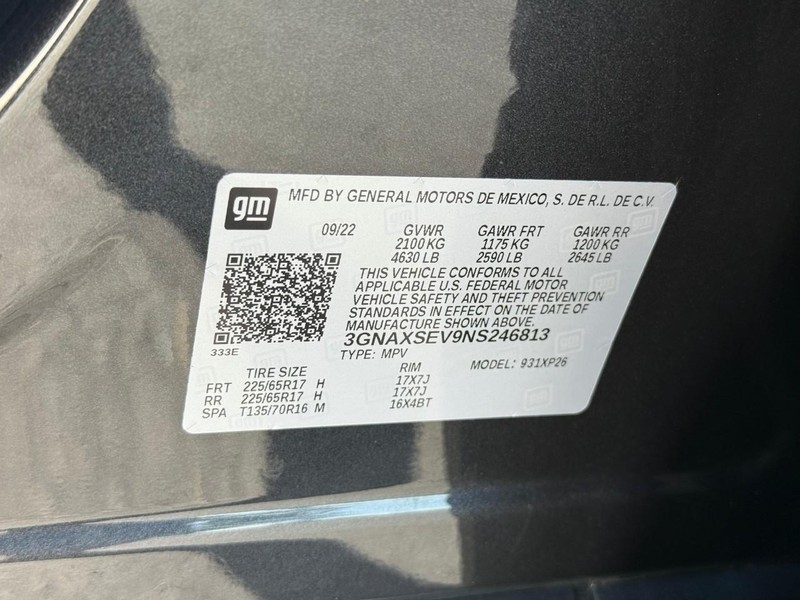 gm MFD BY GENERAL MOTORS DE MEXICO, S. DE R.L. DE C.V.
09/22 GVWR GAWR FRT GAWR RR
2100 KG 1175 KG 1200 KG
4630 LB 2590 LB 2645 LB
THIS VEHICLE CONFORMS TO ALL
APPLICABLE U.S. FEDERAL MOTOR
VEHICLE SAFETY AND THEFT PREVENTION
STANDARDS IN EFFECT ON THE DATE OF
MANUFACTURE SHOWN ABOVE.
333E
3GNAXSEV9NS246813
TYPE: MPV MODEL: 931XP26
TIRE SIZE RIM
FRT 225/65R17 H 17X7J
RR 225/65R17 H 17X7J
SPA T135/70R16 M 16X4BT